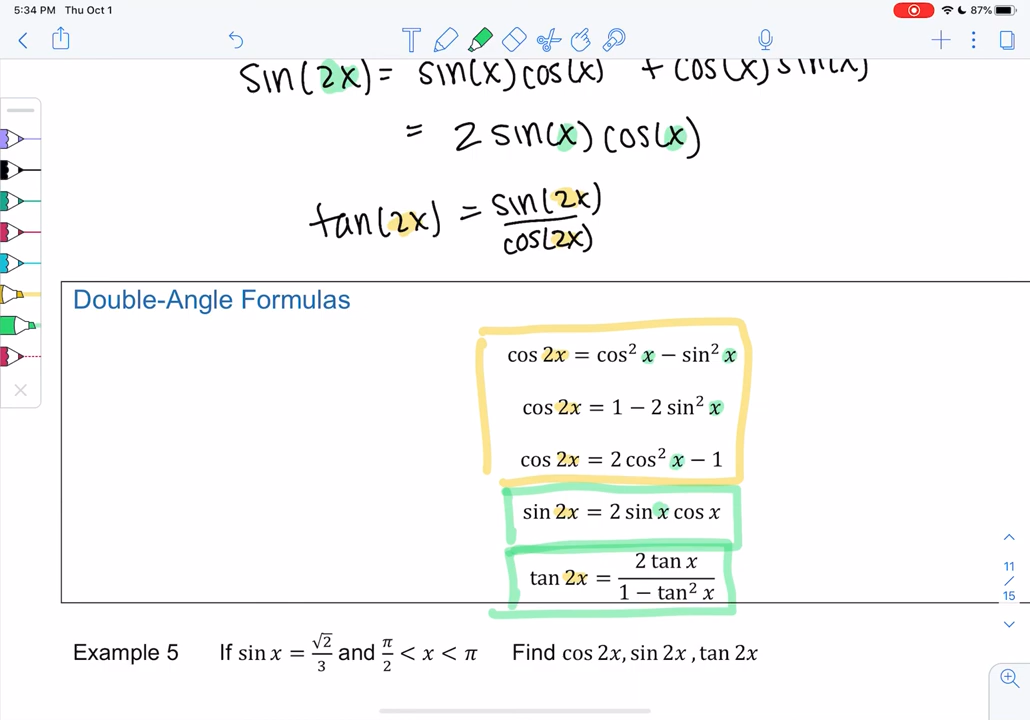 5:34 PM Thu Oct 1 87%
sin(2x) = sin(x) cos(x) + cos(x) sin(x)
= 2 sin(x) cos(x)
tan(2x) = sin(2x)/cos(2x)
Double-Angle Formulas
cos 2x = cos² x − sin² x
cos 2x = 1 − 2 sin² x
cos 2x = 2 cos² x − 1
sin 2x = 2 sin x cos x
tan 2x = 2 tan x / 1 − tan² x
11
/
15
Example 5 If sin x = √2/3 and π/2 < x < π Find cos 2x, sin 2x , tan 2x